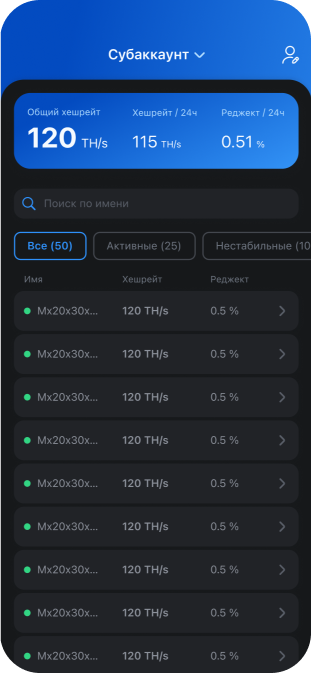 Субаккаунт
Общий хешрейт Хешрейт / 24ч Реджект / 24ч
120 TH/s 115 TH/s 0.51 %
Поиск по имени
Все (50) Активные (25) Нестабильные (10
Имя Хешрейт Реджект
Mx20x30x... 120 TH/s 0.5 %
Mx20x30x... 120 TH/s 0.5 %
Mx20x30x... 120 TH/s 0.5 %
Mx20x30x... 120 TH/s 0.5 %
Mx20x30x... 120 TH/s 0.5 %
Mx20x30x... 120 TH/s 0.5 %
Mx20x30x... 120 TH/s 0.5 %
Mx20x30x... 120 TH/s 0.5 %
Mx20x30x... 120 TH/s 0.5 %